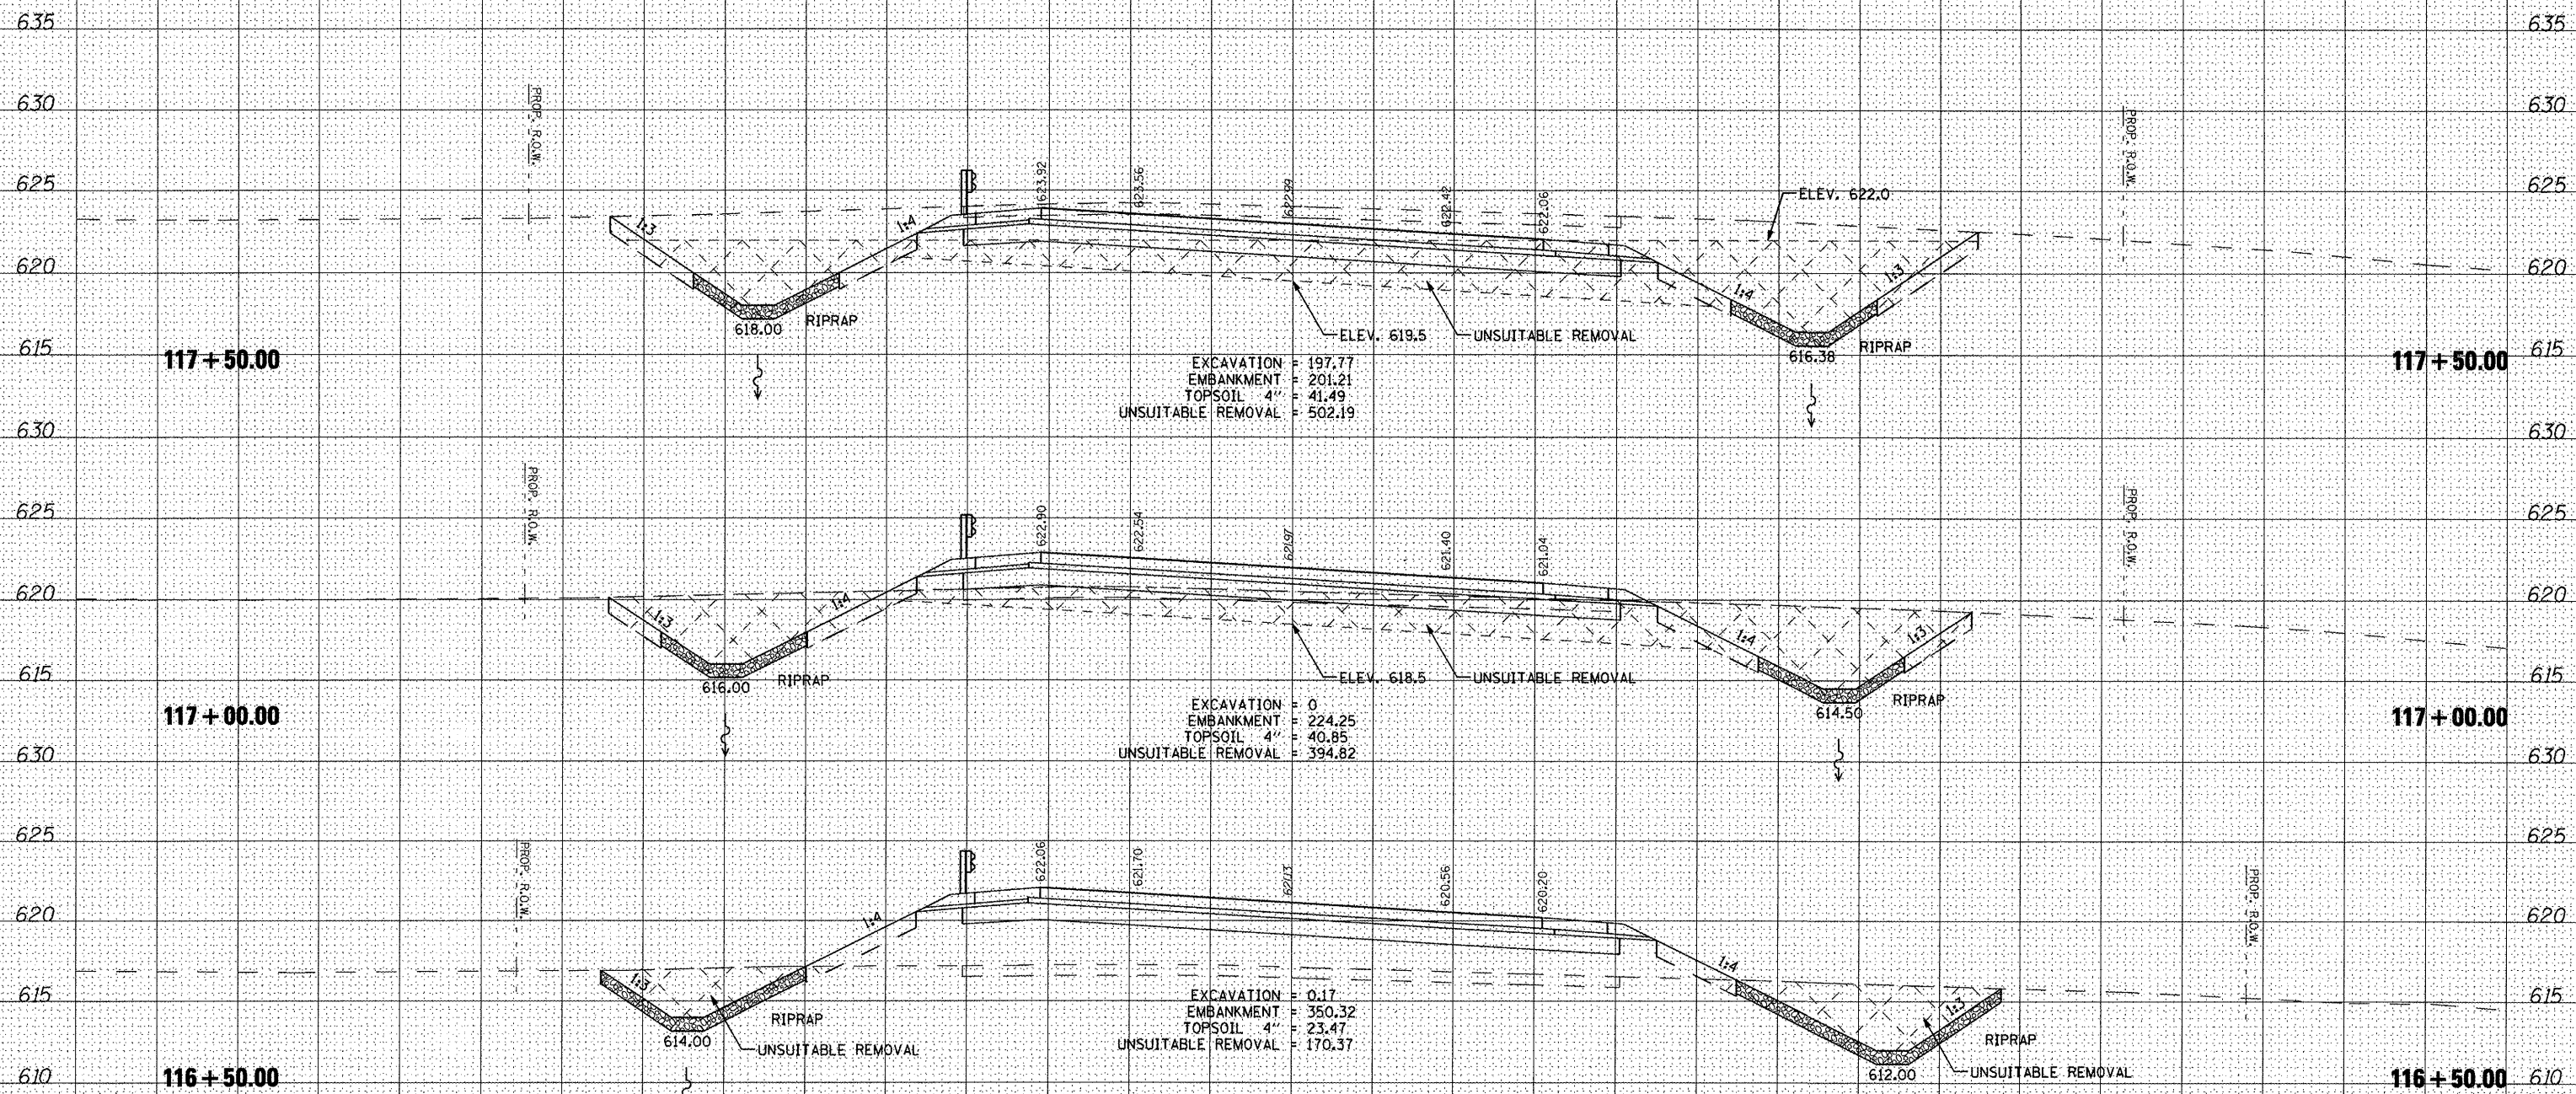 635 635
630 PROP. R.O.W. PROP. R.O.W. 630
625 623.92 623.56 622.99 622.42 622.06 ELEV. 622.0 625
1:3 1:4 1:4 1:3
620 620
618.00 RIPRAP ELEV. 619.5 UNSUITABLE REMOVAL 616.38 RIPRAP
615 615
117+50.00 117+50.00
EXCAVATION = 197.77
EMBANKMENT = 201.21
TOPSOIL 4" = 41.49
UNSUITABLE REMOVAL = 502.19
630 630
PROP. R.O.W. PROP. R.O.W.
625 622.90 622.54 621.97 621.40 621.04 625
620 620
1:3 1:4 1:4 1:3
615 616.00 RIPRAP ELEV. 618.5 UNSUITABLE REMOVAL 614.50 RIPRAP 615
117+00.00 117+00.00
EXCAVATION = 0
EMBANKMENT = 224.25
TOPSOIL 4" = 40.85
UNSUITABLE REMOVAL = 394.82
630 630
625 625
PROP. R.O.W. 622.06 621.70 621.13 620.56 620.20 PROP. R.O.W.
620 620
1:3 1:4 1:4 1:3
615 615
EXCAVATION = 0.17
EMBANKMENT = 350.32
TOPSOIL 4" = 23.47
UNSUITABLE REMOVAL = 170.37
614.00 RIPRAP UNSUITABLE REMOVAL 612.00 RIPRAP UNSUITABLE REMOVAL
610 116+50.00 116+50.00 610